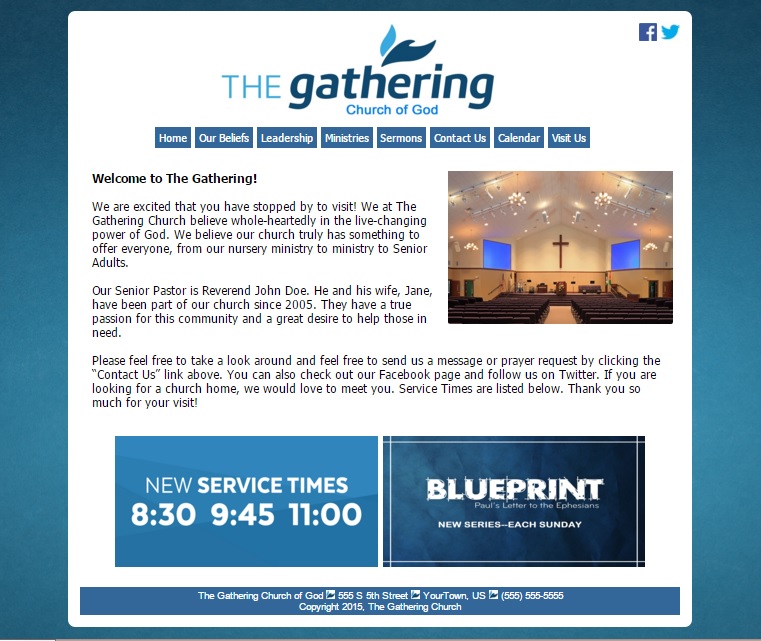 THE gathering
Church of God
Home Our Beliefs Leadership Ministries Sermons Contact Us Calendar Visit Us
Welcome to The Gathering!
We are excited that you have stopped by to visit! We at The
Gathering Church believe whole-heartedly in the live-changing
power of God. We believe our church truly has something to
offer everyone, from our nursery ministry to ministry to Senior
Adults.
Our Senior Pastor is Reverend John Doe. He and his wife, Jane,
have been part of our church since 2005. They have a true
passion for this community and a great desire to help those in
need.
Please feel free to take a look around and feel free to send us a message or prayer request by clicking the
“Contact Us” link above. You can also check out our Facebook page and follow us on Twitter. If you are
looking for a church home, we would love to meet you. Service Times are listed below. Thank you so
much for your visit!
NEW SERVICE TIMES
8:30 9:45 11:00
BLUEPRINT
Paul's Letter to the Ephesians
NEW SERIES--EACH SUNDAY
The Gathering Church of God 555 S 5th Street YourTown, US (555) 555-5555
Copyright 2015, The Gathering Church